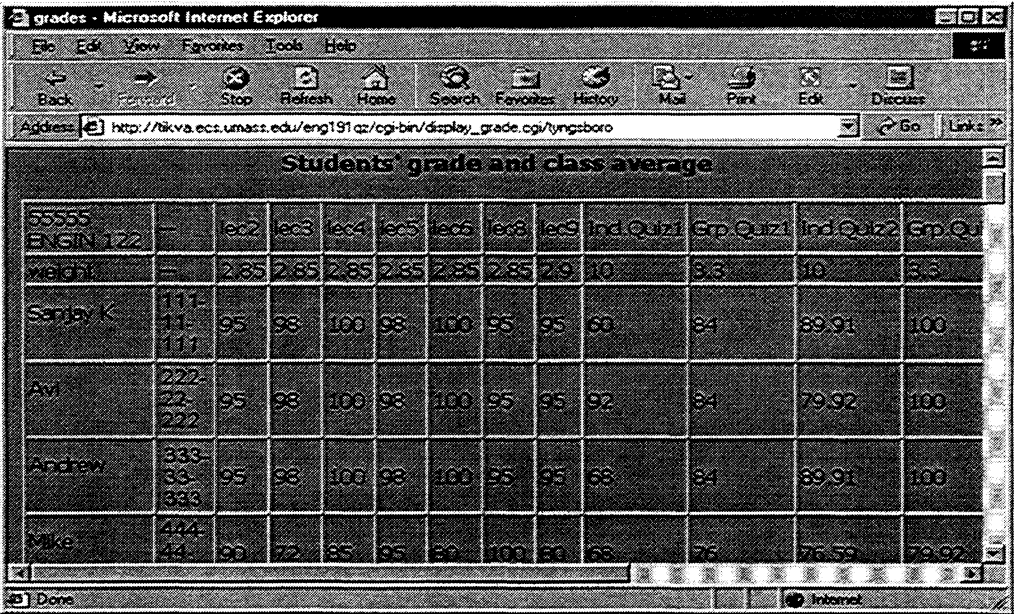 grades - Microsoft Internet Explorer
File Edit View Favorites Tools Help
Back Forward Stop Refresh Home Search Favorites History Mail Print Edit Discuss
Address http://tikva.ecs.umass.edu/eng191qz/cgi-bin/display_grade.cgi/tyngsboro Go Links »
Students' grade and class average
55555 ENGIN 122 --- lec2 lec3 lec4 lec5 lec6 lec8 lec9 Ind.Quiz1 Grp.Quiz1 Ind.Quiz2 Grp.Qu
weight --- 2.85 2.85 2.85 2.85 2.85 2.85 2.9 10 3.3 10 3.3
Sanjay K 111-11-111 95 98 100 98 100 95 95 60 84 89.91 100
Avi 222-22-222 95 98 100 98 100 95 95 92 84 79.92 100
Andrew 333-33-333 95 98 100 98 100 95 95 68 84 89.91 100
Mike 444-44- 90 72 85 95 80 100 80 68 76 76.59 79.92
Done Internet